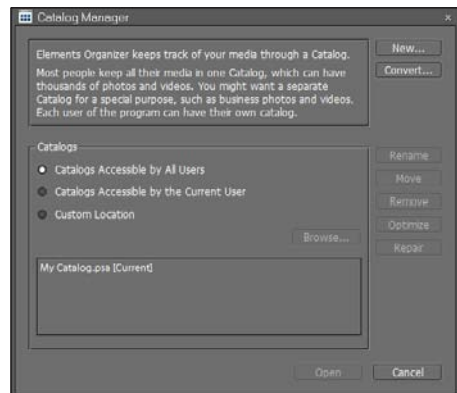 Catalog Manager
Elements Organizer keeps track of your media through a Catalog.
Most people keep all their media in one Catalog, which can have
thousands of photos and videos. You might want a separate
Catalog for a special purpose, such as business photos and videos.
Each user of the program can have their own catalog.
New...
Convert...
Catalogs
Catalogs Accessible by All Users
Catalogs Accessible by the Current User
Custom Location
Browse...
Rename
Move
Remove
Optimize
Repair
My Catalog.psa [Current]
Open
Cancel